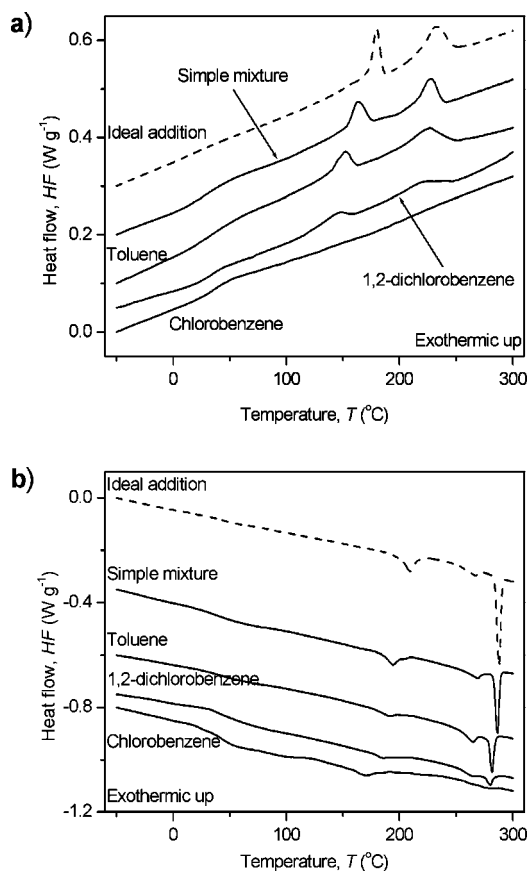 a)
0.6
0.4
0.2
0.0
Heat flow, HF (W g-1)
Simple mixture
Ideal addition
Toluene
1,2-dichlorobenzene
Chlorobenzene
Exothermic up
0
100
200
300
Temperature, T (°C)
b)
Ideal addition
0.0
-0.4
-0.8
-1.2
Heat flow, HF (W g-1)
Simple mixture
Toluene
1,2-dichlorobenzene
Chlorobenzene
Exothermic up
0
100
200
300
Temperature, T (°C)